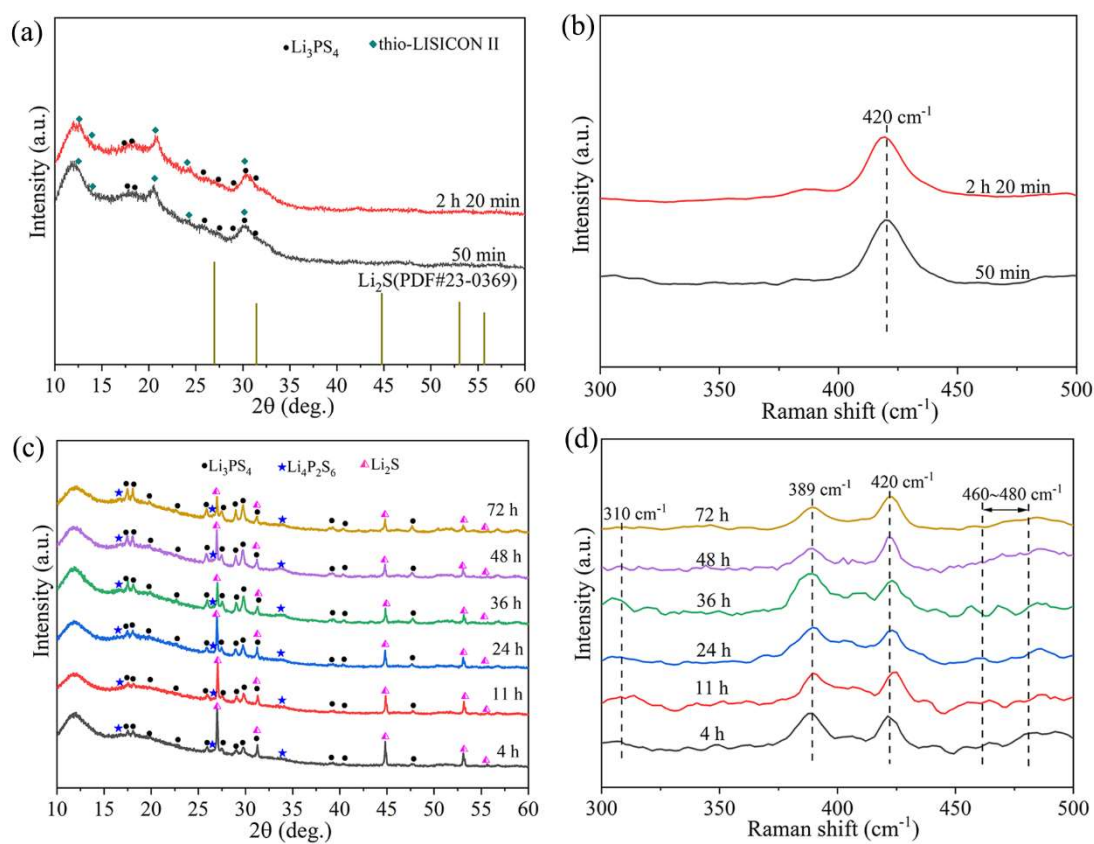 (a)
● Li₃PS₄ ◆ thio-LISICON II
2 h 20 min
50 min
Li₂S(PDF#23-0369)
Intensity (a.u.)
10 15 20 25 30 35 40 45 50 55 60
2θ (deg.)
(b)
420 cm⁻¹
2 h 20 min
50 min
Intensity (a.u.)
300 350 400 450 500
Raman shift (cm⁻¹)
(c)
● Li₃PS₄ ★ Li₄P₂S₆ Li₂S
72 h
48 h
36 h
24 h
11 h
4 h
Intensity (a.u.)
10 15 20 25 30 35 40 45 50 55 60
2θ (deg.)
(d)
310 cm⁻¹ 389 cm⁻¹ 420 cm⁻¹ 460~480 cm⁻¹
72 h
48 h
36 h
24 h
11 h
4 h
Intensity (a.u.)
300 350 400 450 500
Raman shift (cm⁻¹)